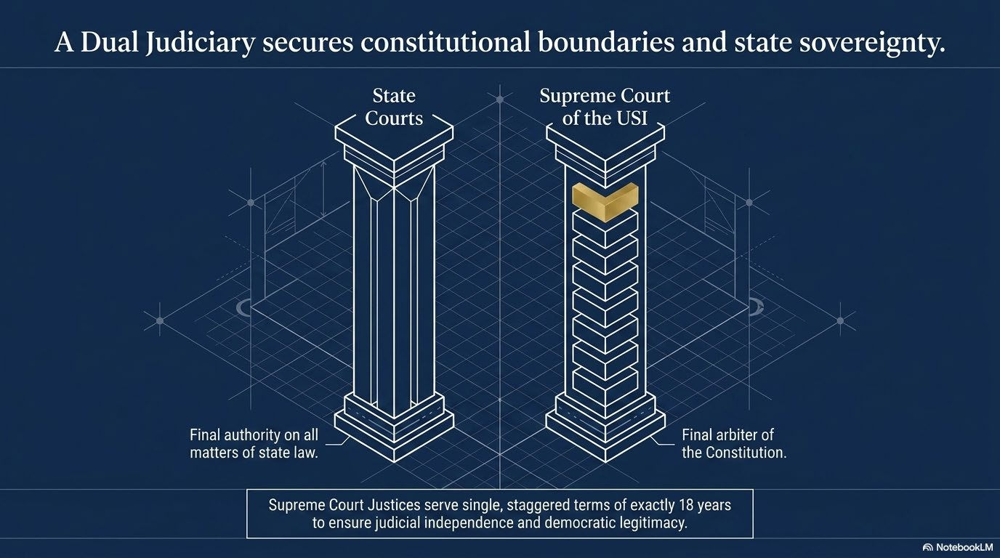 A Dual Judiciary secures constitutional boundaries and state sovereignty.
State
Courts
Supreme Court
of the USI
Final authority on all
matters of state law.
Final arbiter of
the Constitution.
Supreme Court Justices serve single, staggered terms of exactly 18 years
to ensure judicial independence and democratic legitimacy.
NotebookLM